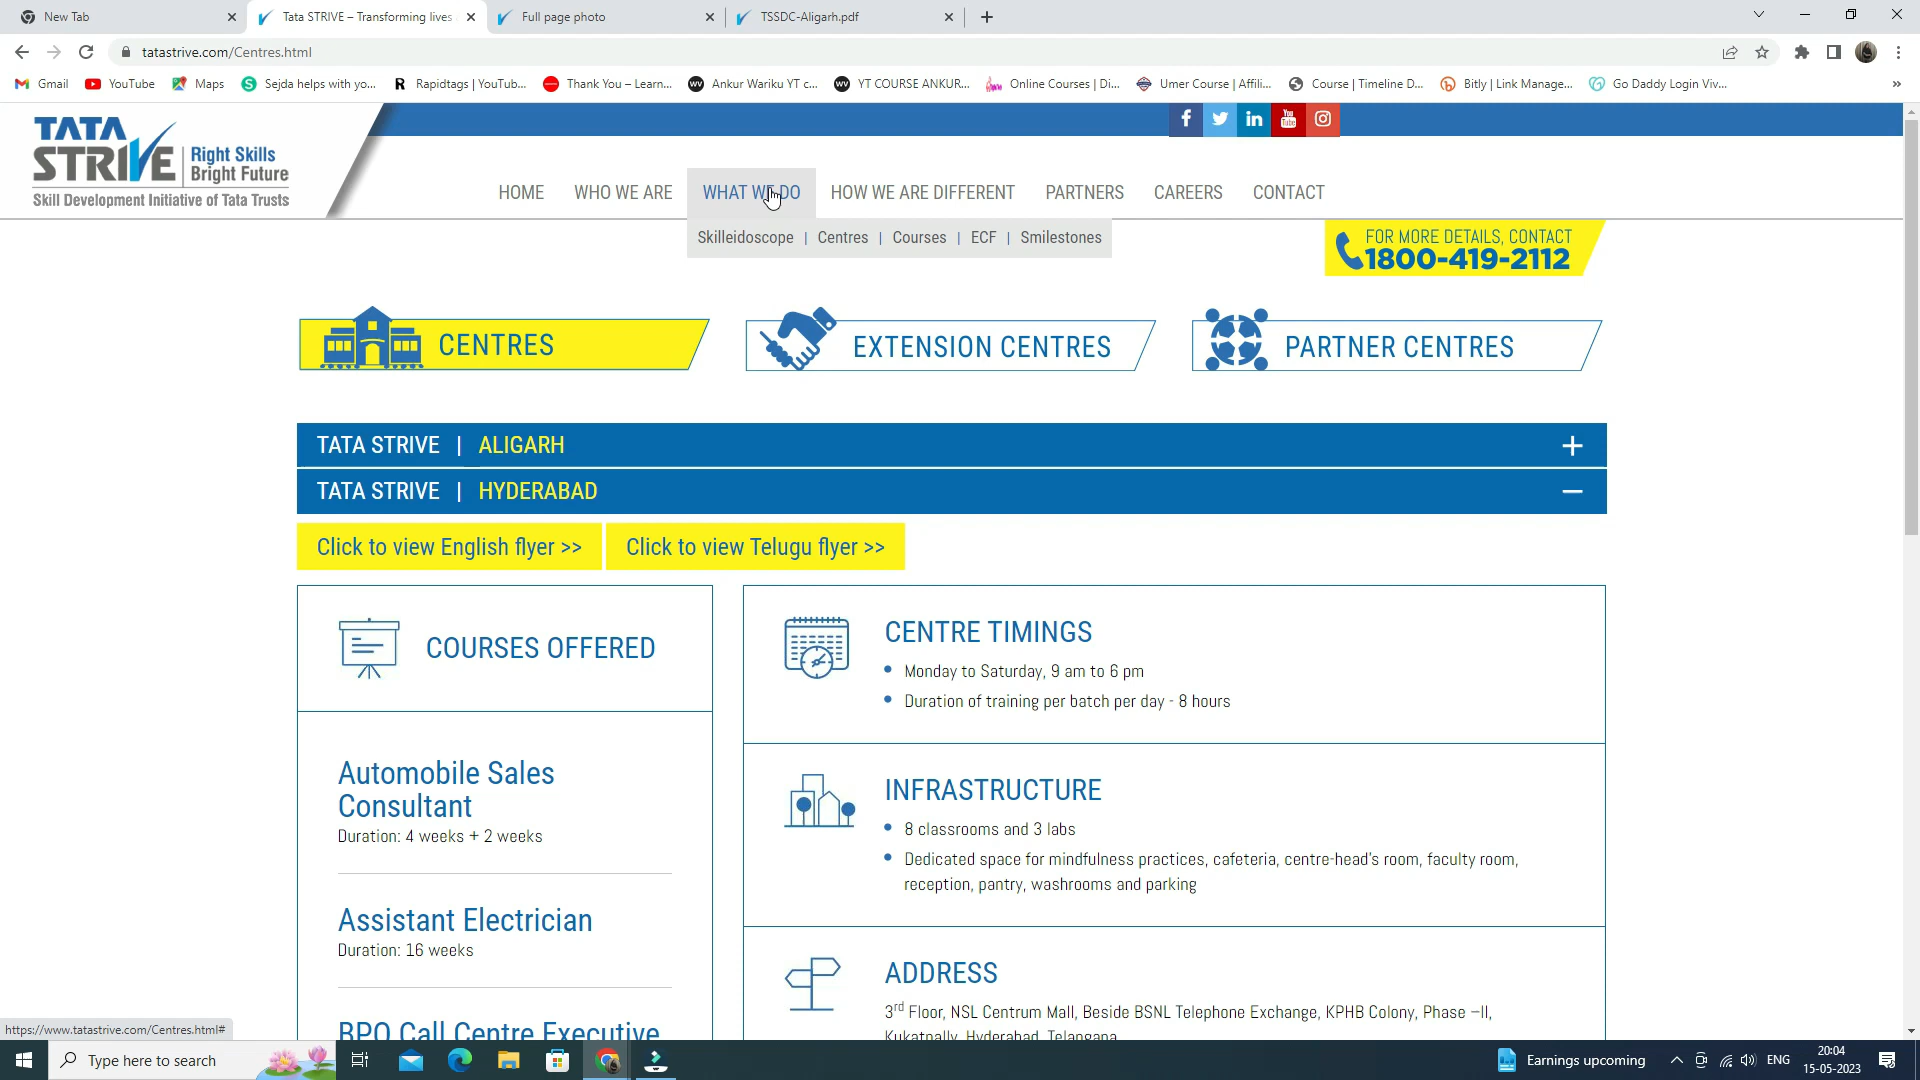 New Tab
Tata STRIVE – Transforming lives
Full page photo
TSSDC-Aligarh.pdf
tatastrive.com/Centres.html
Gmail
YouTube
Maps
Sejda helps with yo...
Rapidtags | YouTub...
Thank You – Learn...
Ankur Wariku YT c...
YT COURSE ANKUR...
Online Courses | Di...
Umer Course | Affili...
Course | Timeline D...
Bitly | Link Manage...
Go Daddy Login Viv...
»
TATA
STRIVE
Right Skills
Bright Future
Skill Development Initiative of Tata Trusts
HOME WHO WE ARE WHAT WE DO HOW WE ARE DIFFERENT PARTNERS CAREERS CONTACT
Skilleidoscope | Centres | Courses | ECF | Smilestones
FOR MORE DETAILS, CONTACT
1800-419-2112
CENTRES
EXTENSION CENTRES
PARTNER CENTRES
TATA STRIVE | ALIGARH +
TATA STRIVE | HYDERABAD –
Click to view English flyer >>
Click to view Telugu flyer >>
COURSES OFFERED
Automobile Sales
Consultant
Duration: 4 weeks + 2 weeks
Assistant Electrician
Duration: 16 weeks
BPO Call Centre Executive
CENTRE TIMINGS
• Monday to Saturday, 9 am to 6 pm
• Duration of training per batch per day - 8 hours
INFRASTRUCTURE
• 8 classrooms and 3 labs
• Dedicated space for mindfulness practices, cafeteria, centre-head's room, faculty room,
reception, pantry, washrooms and parking
ADDRESS
3rd Floor, NSL Centrum Mall, Beside BSNL Telephone Exchange, KPHB Colony, Phase –II,
Kukatpally, Hyderabad, Telangana
https://www.tatastrive.com/Centres.html#
Type here to search
Earnings upcoming
ENG
20:04
15-05-2023